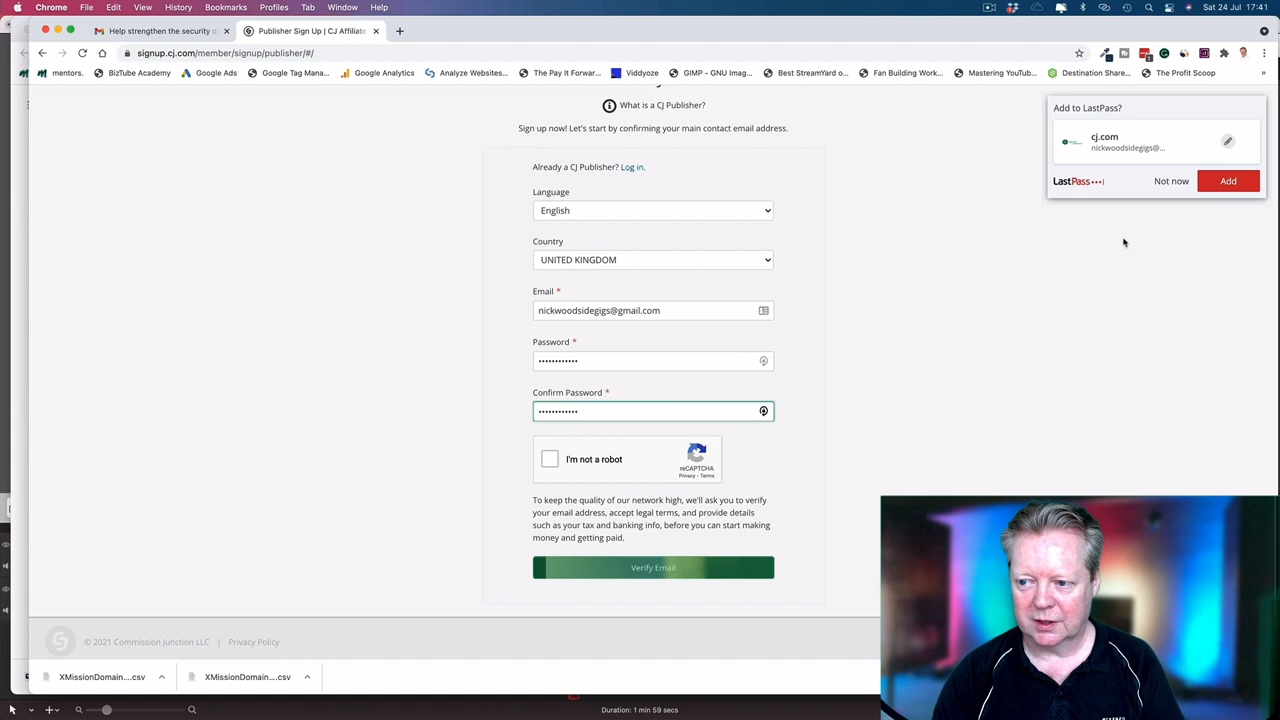 Chrome File Edit View History Bookmarks Profiles Tab Window Help
Sat 24 Jul 17:41
Help strengthen the security o
Publisher Sign Up | CJ Affiliate
signup.cj.com/member/signup/publisher/#/
mentors. BizTube Academy Google Ads Google Tag Mana... Google Analytics Analyze Websites... The Pay It Forw... Viddyoze GIMP - GNU Imag... Best StreamYard o... Fan Building Work... Mastering YouTub... Destination Share... The Profit Scoop »
What is a CJ Publisher?
Sign up now! Let's start by confirming your main contact email address.
Already a CJ Publisher? Log in.
Language
English
Country
UNITED KINGDOM
Email *
nickwoodsidegigs@gmail.com
Password *
••••••••••••
Confirm Password *
••••••••••••
I'm not a robot
reCAPTCHA
Privacy - Terms
To keep the quality of our network high, we'll ask you to verify
your email address, accept legal terms, and provide details
such as your tax and banking info, before you can start making
money and getting paid.
Verify Email
Add to LastPass?
cj.com
nickwoodsidegigs@...
LastPass•••|
Not now
Add
© 2021 Commission Junction LLC | Privacy Policy
XMissionDomain....csv
XMissionDomain....csv
Duration: 1 min 59 secs